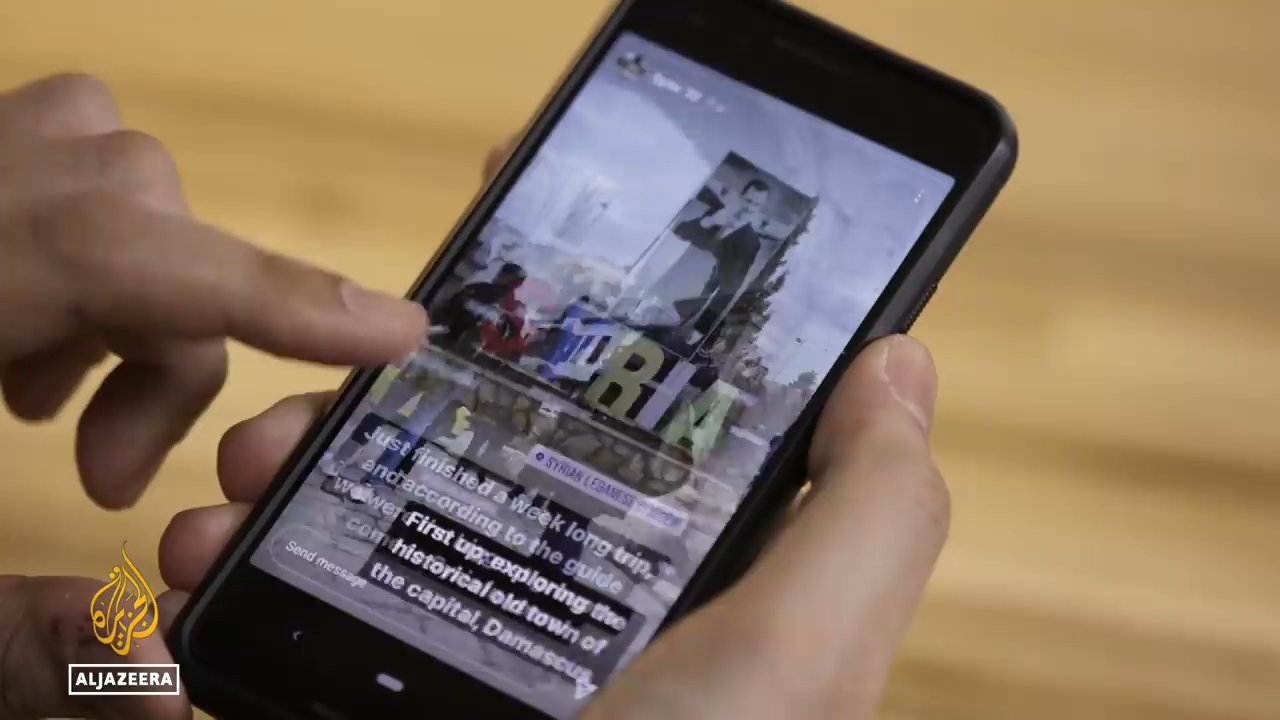 RIA
SYRIAN LEBANESE
Just finished a week long trip,
and according to the guide
First up, exploring the
historical old town of
the capital, Damascus
Send message
ALJAZEERA